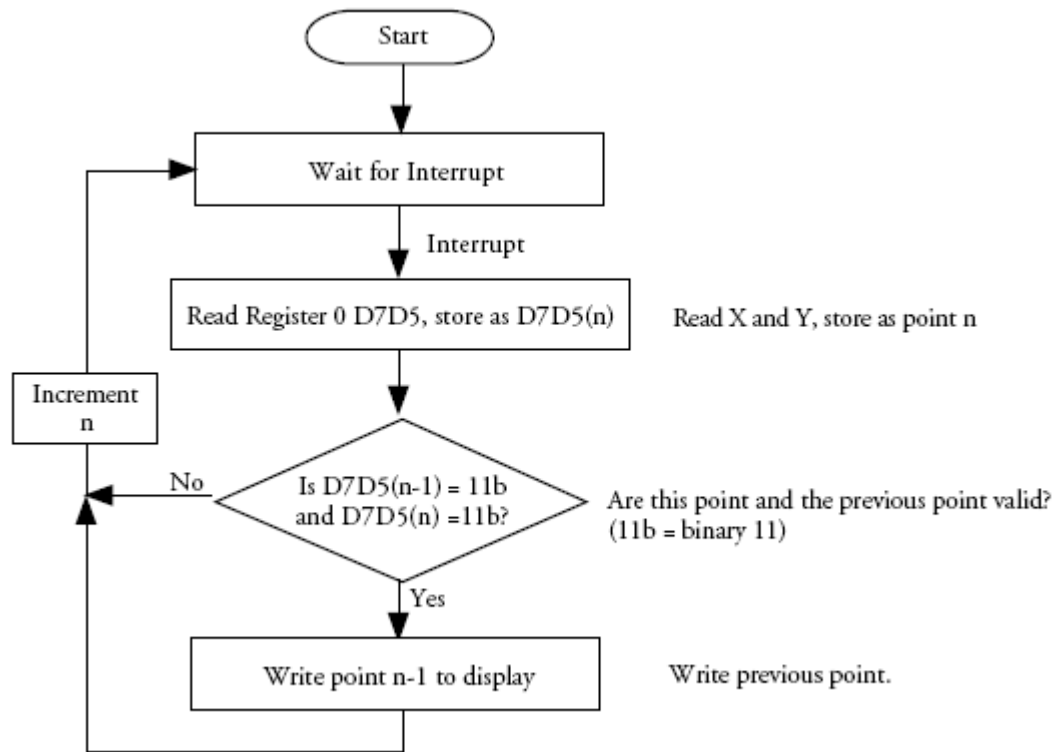 Start
Wait for Interrupt
Interrupt
Read Register 0 D7D5, store as D7D5(n)
Read X and Y, store as point n
Increment
n
No
Is D7D5(n-1) = 11b
and D7D5(n) =11b?
Are this point and the previous point valid?
(11b = binary 11)
Yes
Write point n-1 to display
Write previous point.